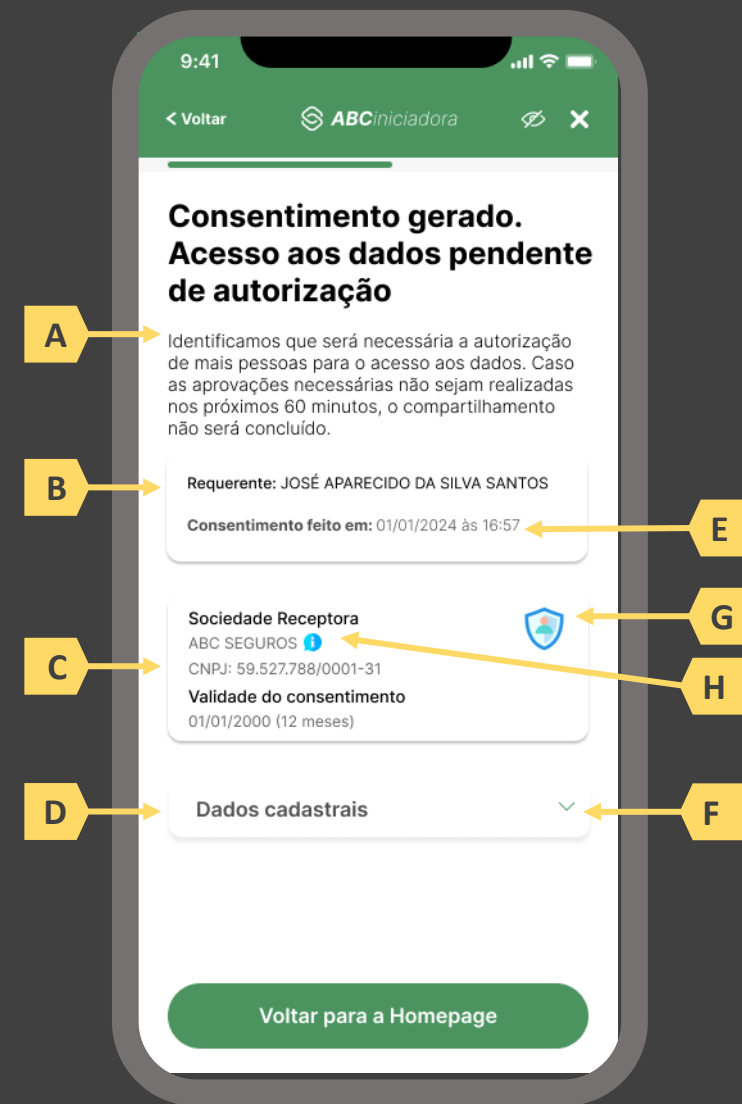 9:41
< Voltar
ABCiniciadora
Consentimento gerado.
Acesso aos dados pendente
de autorização
A
Identificamos que será necessária a autorização
de mais pessoas para o acesso aos dados. Caso
as aprovações necessárias não sejam realizadas
nos próximos 60 minutos, o compartilhamento
não será concluído.
B
Requerente: JOSÉ APARECIDO DA SILVA SANTOS
Consentimento feito em: 01/01/2024 às 16:57
E
Sociedade Receptora
G
ABC SEGUROS i
H
C
CNPJ: 59.527.788/0001-31
Validade do consentimento
01/01/2000 (12 meses)
D
Dados cadastrais
F
Voltar para a Homepage